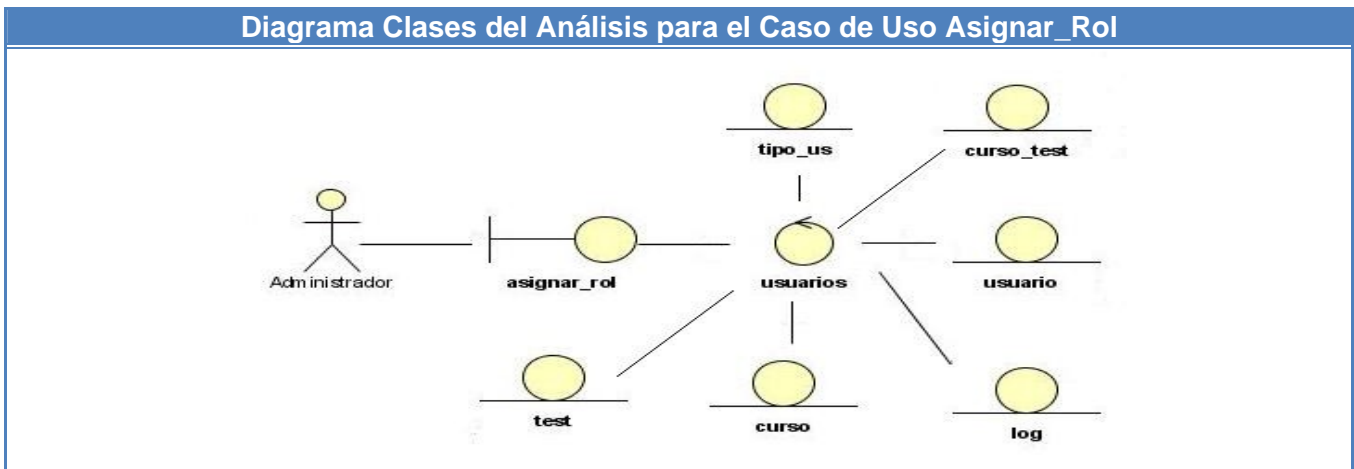 Diagrama Clases del Análisis para el Caso de Uso Asignar_Rol
tipo_us
curso_test
Administrador
asignar_rol
usuarios
usuario
test
curso
log